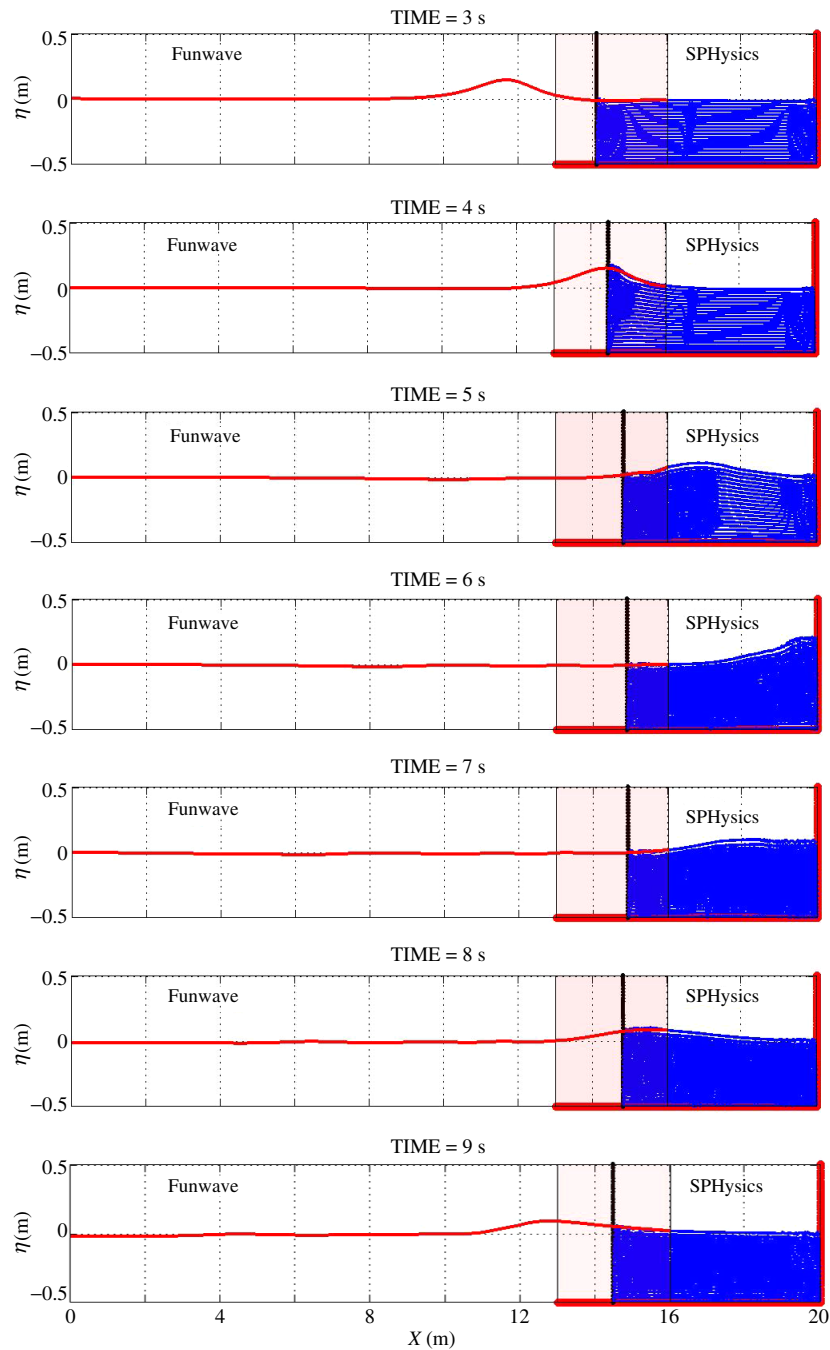 TIME = 3 s
0.5
Funwave SPHysics
η (m)
0
−0.5
TIME = 4 s
0.5
Funwave SPHysics
η (m)
0
−0.5
TIME = 5 s
0.5
Funwave SPHysics
η (m)
0
−0.5
TIME = 6 s
0.5
Funwave SPHysics
η (m)
0
−0.5
TIME = 7 s
0.5
Funwave SPHysics
η (m)
0
−0.5
TIME = 8 s
0.5
Funwave SPHysics
η (m)
0
−0.5
TIME = 9 s
0.5
Funwave SPHysics
η (m)
0
−0.5
0 4 8 12 16 20
X (m)